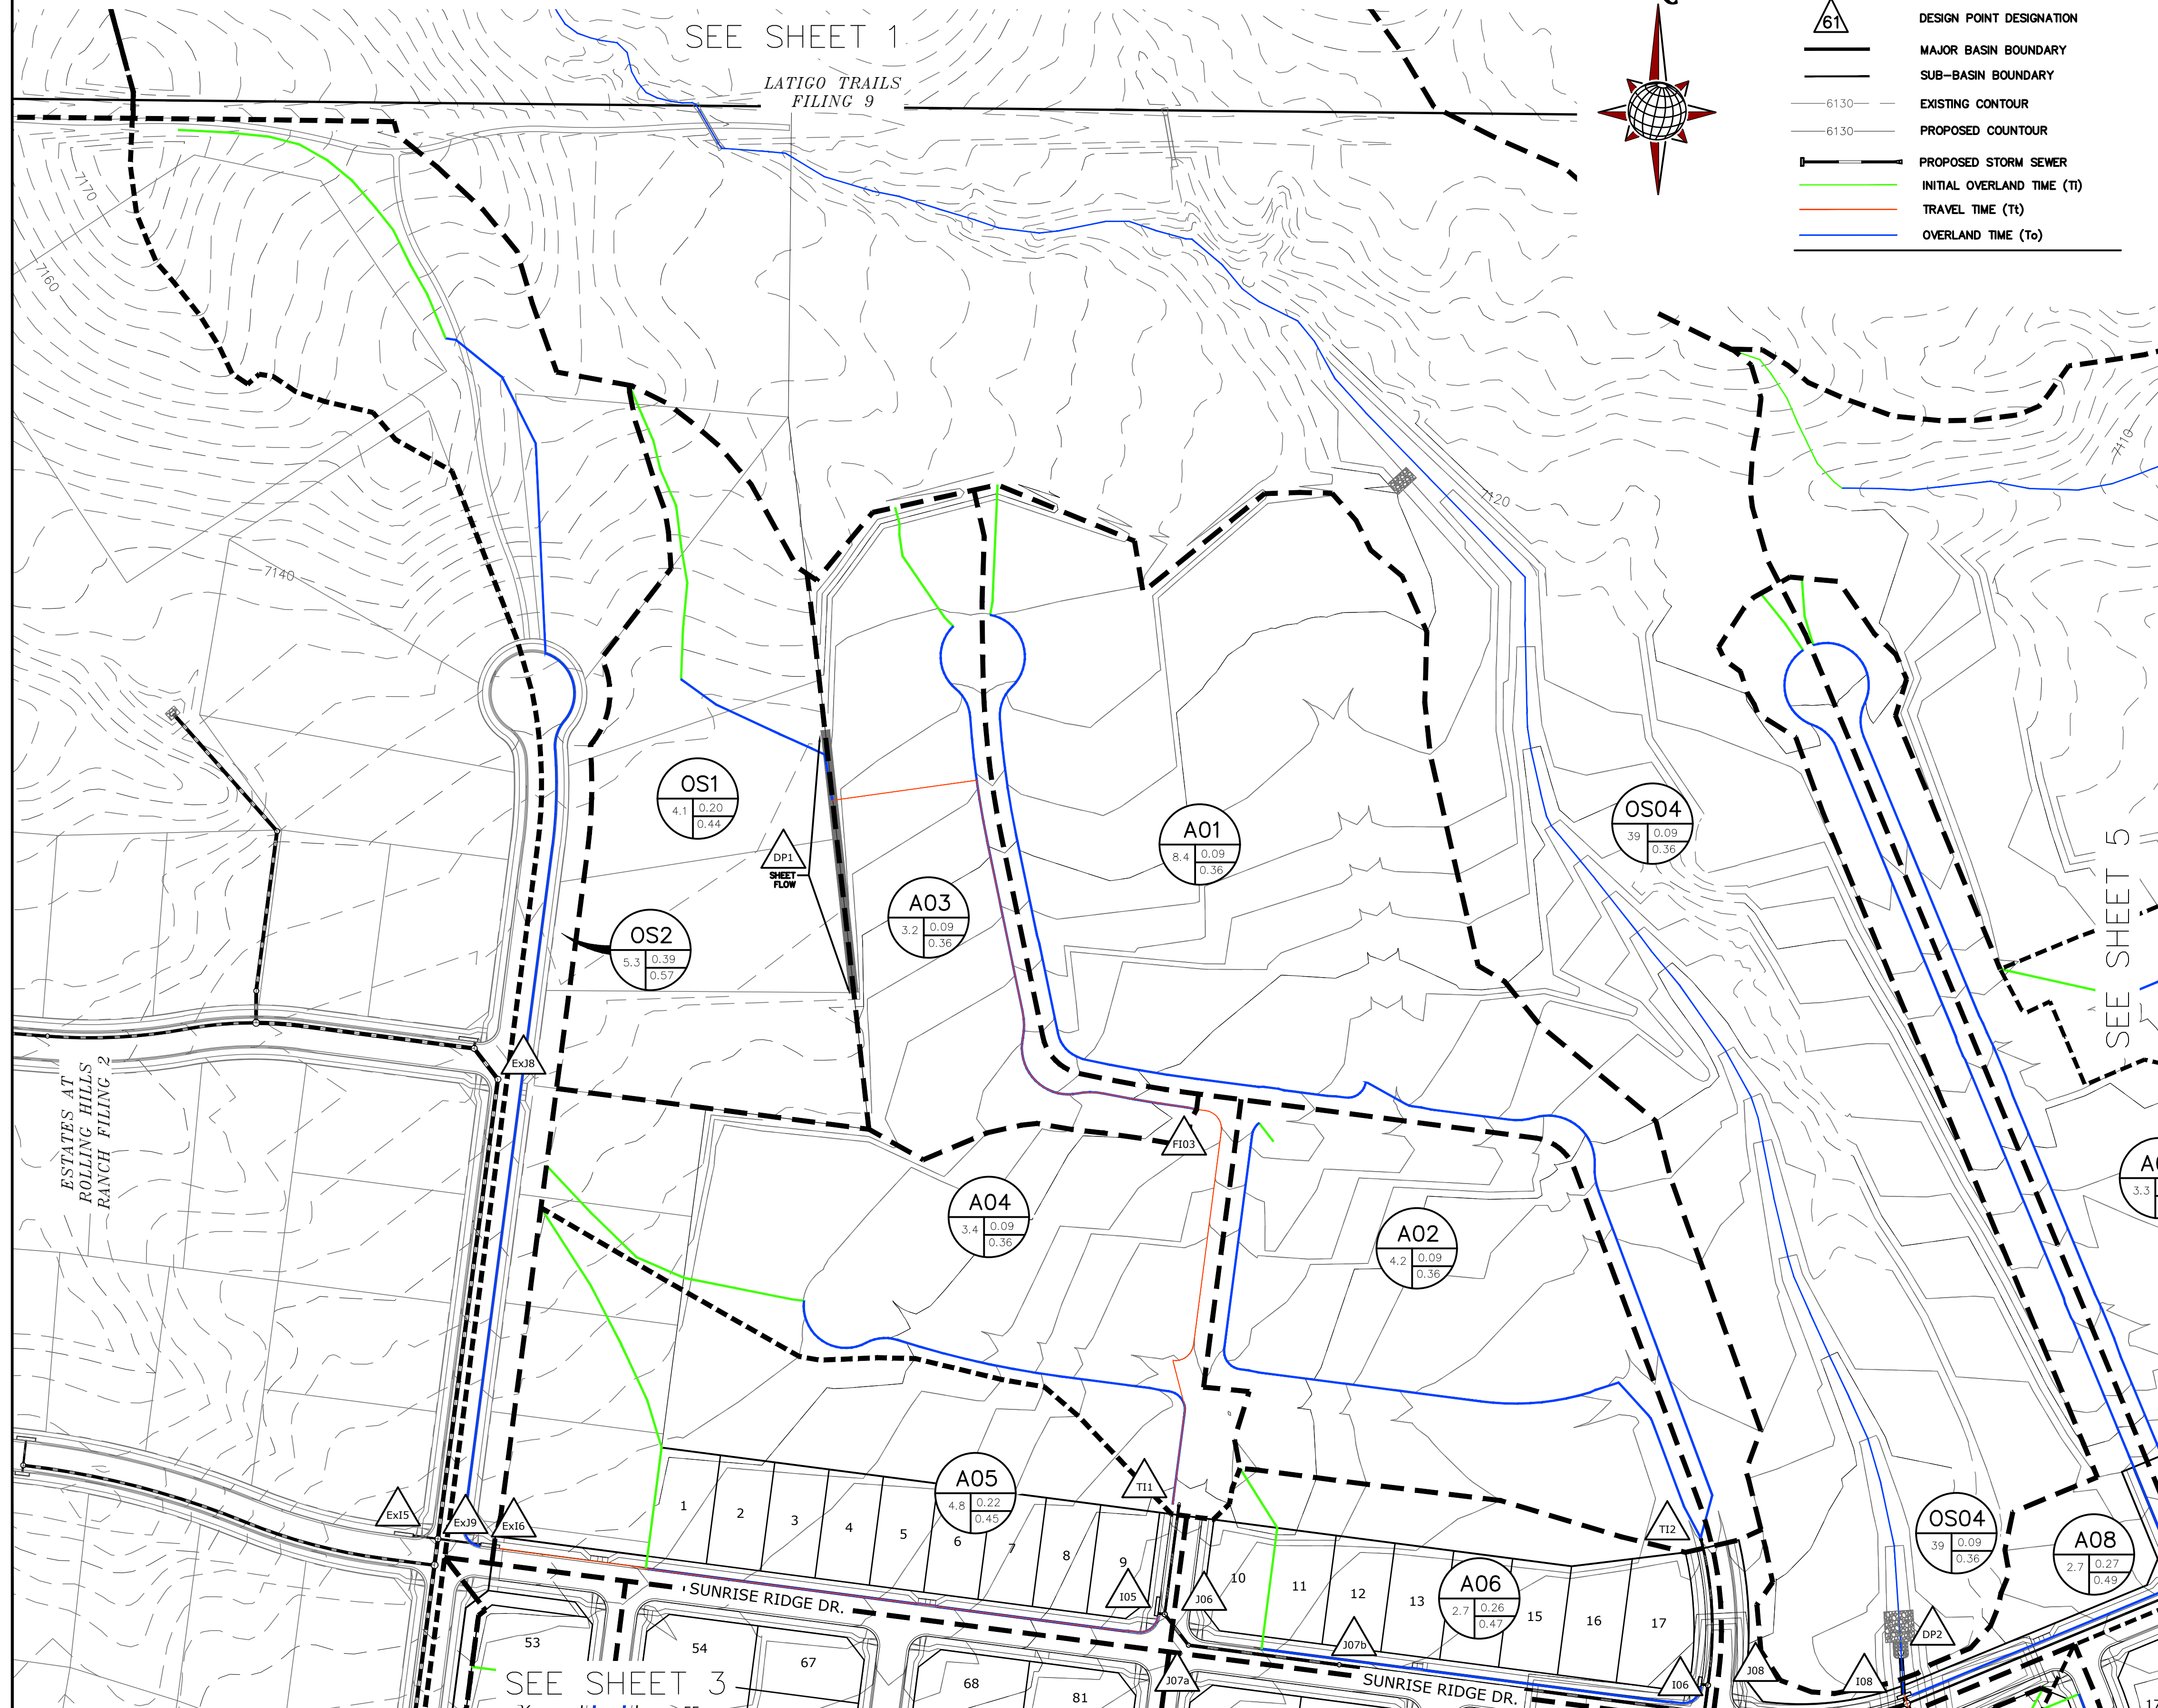 SEE SHEET 1
LATIGO TRAILS
FILING 9
61
DESIGN POINT DESIGNATION
MAJOR BASIN BOUNDARY
SUB-BASIN BOUNDARY
6130
EXISTING CONTOUR
6130
PROPOSED COUNTOUR
PROPOSED STORM SEWER
INITIAL OVERLAND TIME (Ti)
TRAVEL TIME (Tt)
OVERLAND TIME (To)
7170
7160
7140
7120
7110
OS1
4.1
0.20
0.44
DP1
SHEET
FLOW
OS2
5.3
0.39
0.57
A03
3.2
0.09
0.36
A01
8.4
0.09
0.36
OS04
39
0.09
0.36
SEE SHEET 5
ExJ8
ESTATES AT
ROLLING HILLS
RANCH FILING 2
FI03
A04
3.4
0.09
0.36
A02
4.2
0.09
0.36
3.3
A05
4.8
0.22
0.45
TI1
TI2
ExI5
ExJ9
ExI6
1
2
3
4
5
6
7
8
9
I05
J06
10
11
12
13
A06
2.7
0.26
0.47
15
16
17
OS04
39
0.09
0.36
A08
2.7
0.27
0.49
SUNRISE RIDGE DR.
J07b
J07a
SUNRISE RIDGE DR.
I06
J08
I08
DP2
53
54
67
68
81
SEE SHEET 3